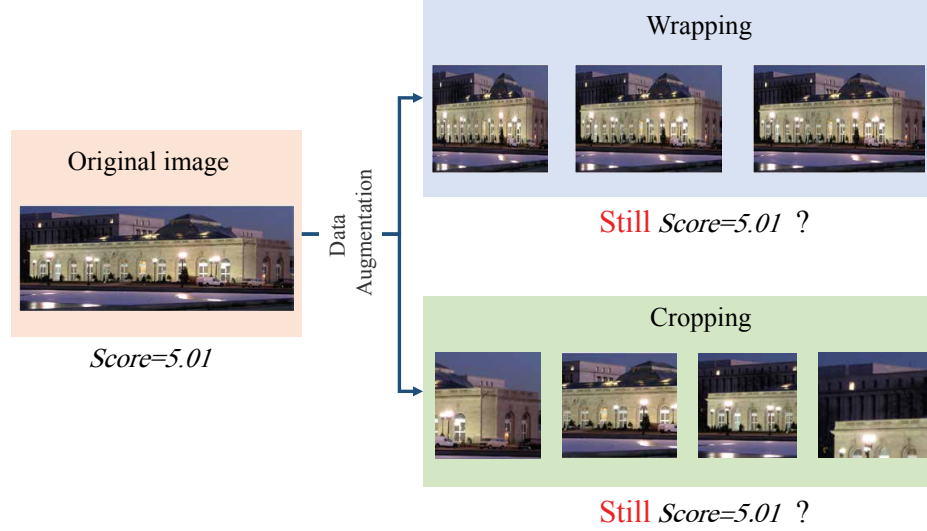 Original image
Score=5.01
Data
Augmentation
Wrapping
Still Score=5.01 ?
Cropping
Still Score=5.01 ?